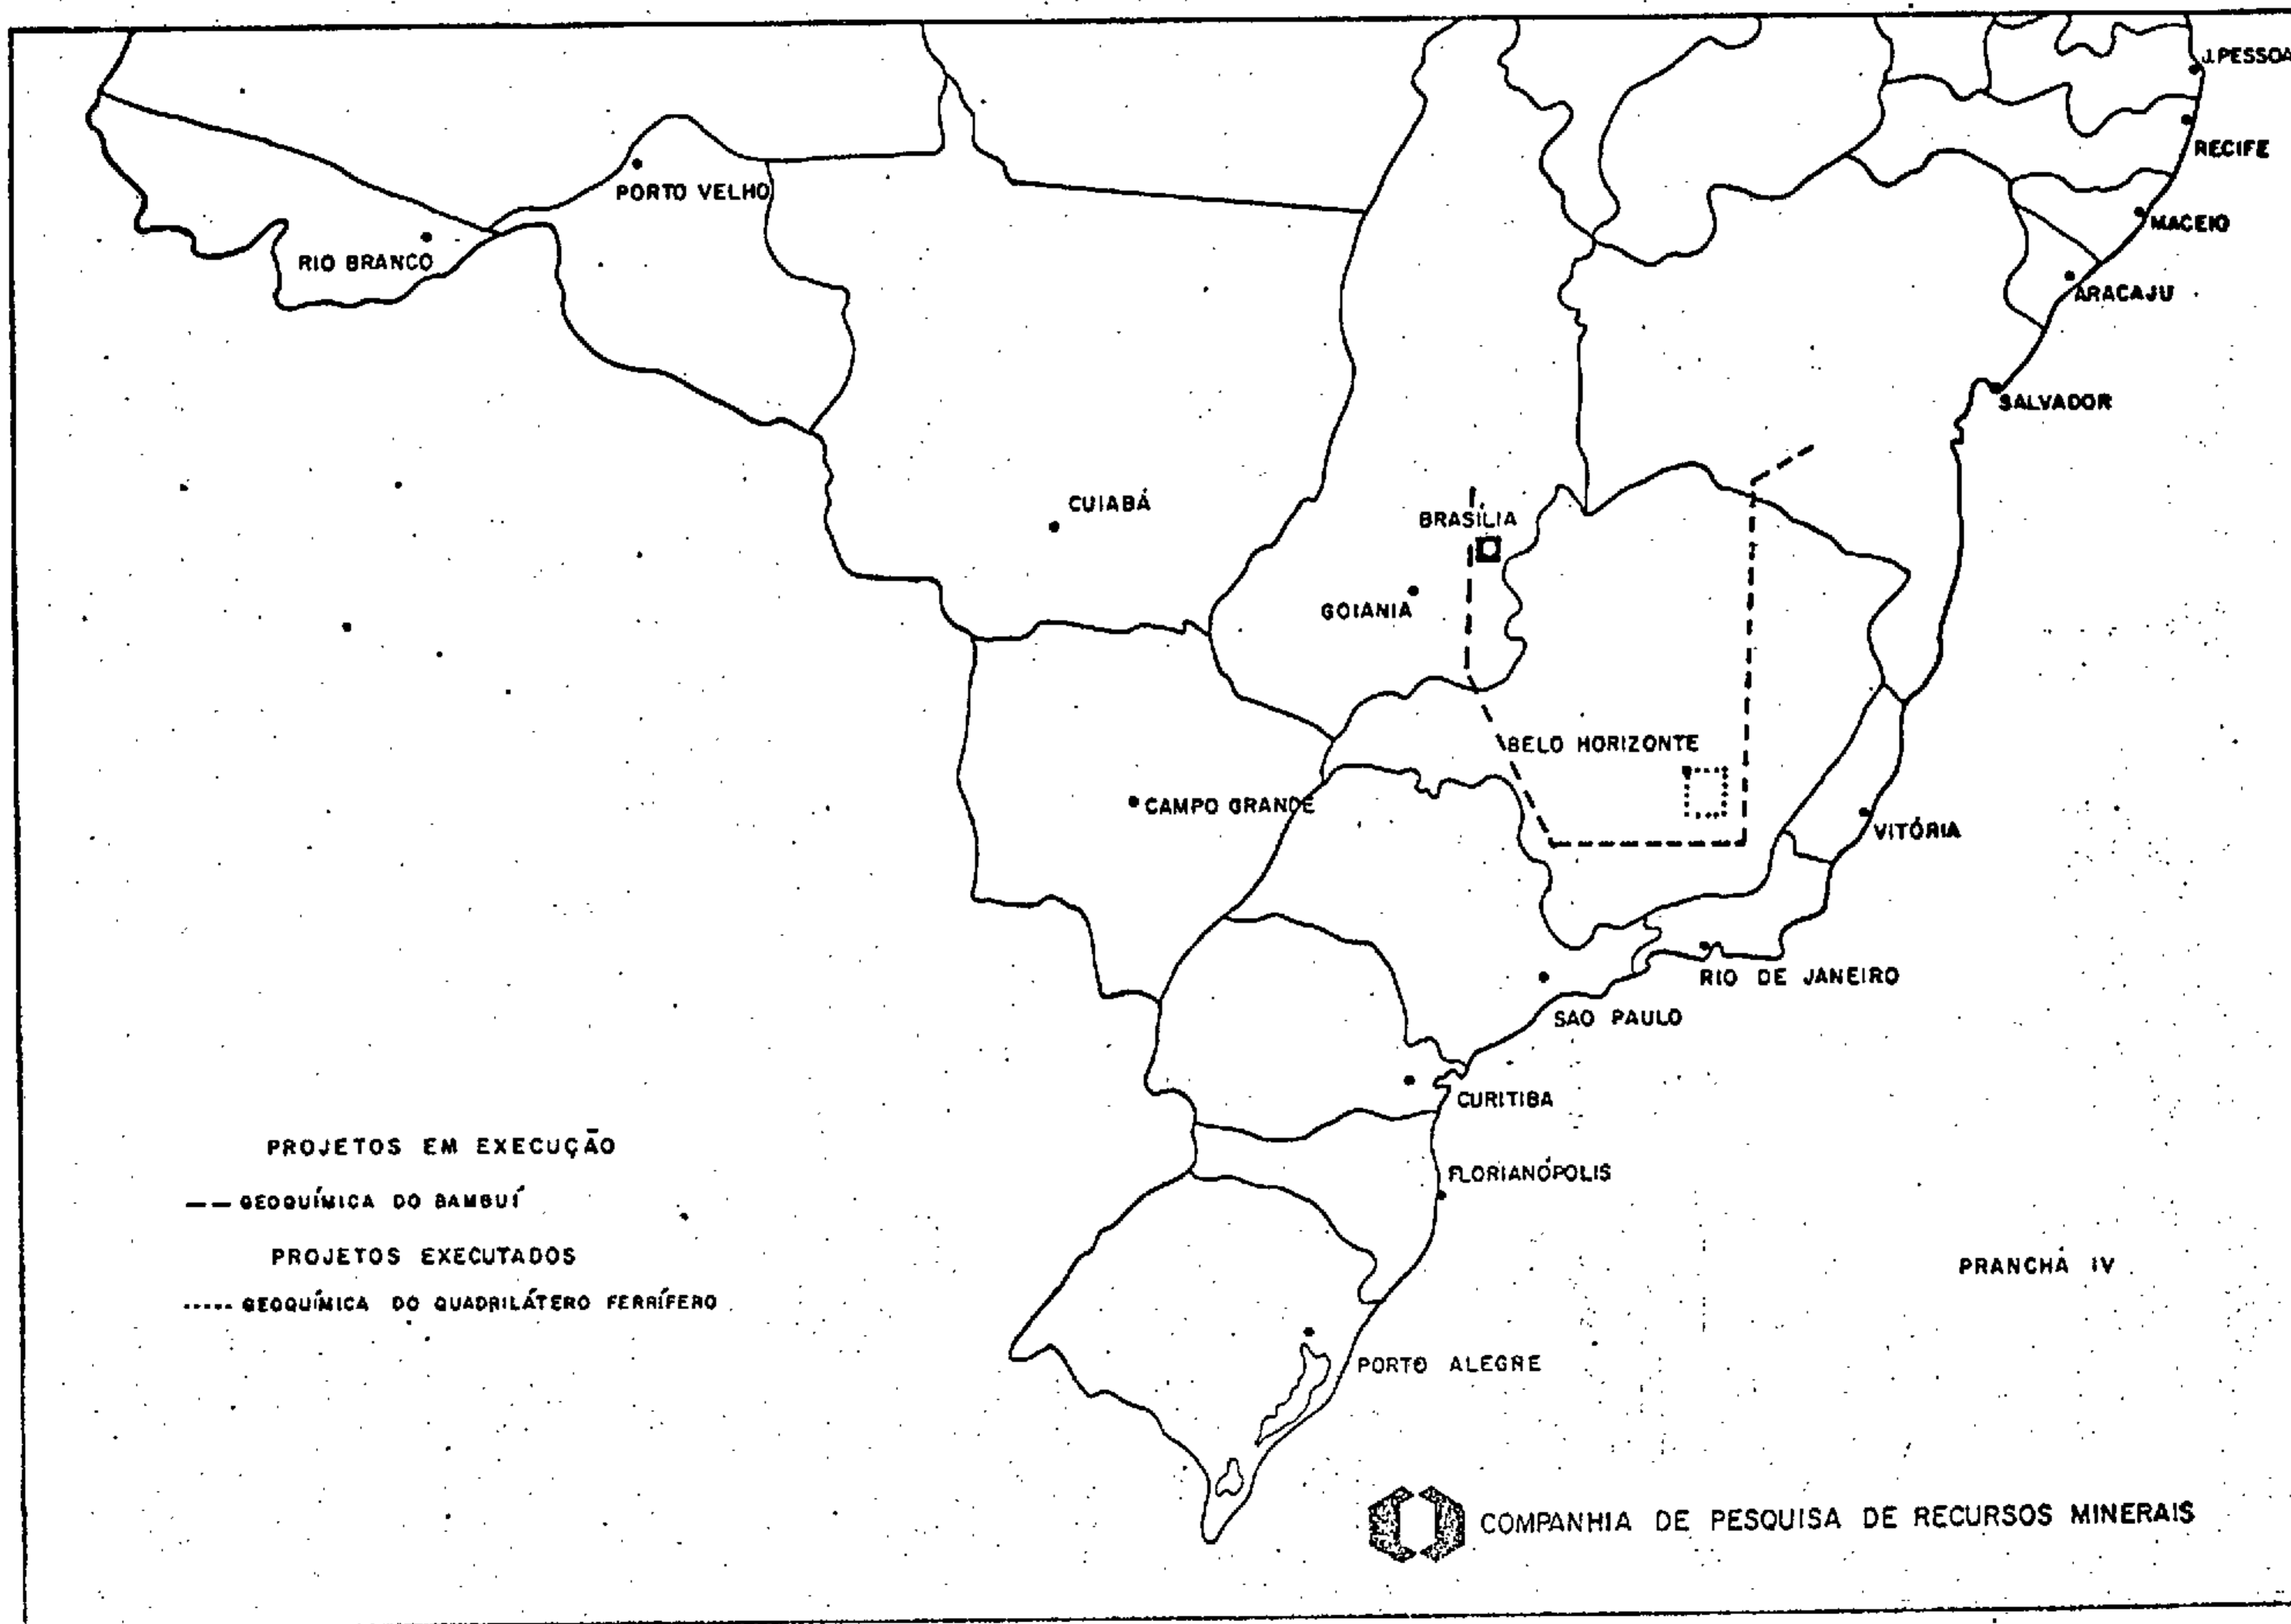 J. PESSOA
RECIFE
PORTO VELHO
MACEIO
RIO BRANCO
ARACAJU
SALVADOR
CUIABÁ
BRASÍLIA
GOIANIA
BELO HORIZONTE
CAMPO GRANDE
VITÓRIA
RIO DE JANEIRO
SAO PAULO
CURITIBA
PROJETOS EM EXECUÇÃO
FLORIANÓPOLIS
GEOQUÍMICA DO BAMBUÍ
PROJETOS EXECUTADOS
PRANCHA IV
GEOQUÍMICA DO QUADRILÁTERO FERRÍFERO
PORTO ALEGRE
COMPANHIA DE PESQUISA DE RECURSOS MINERAIS